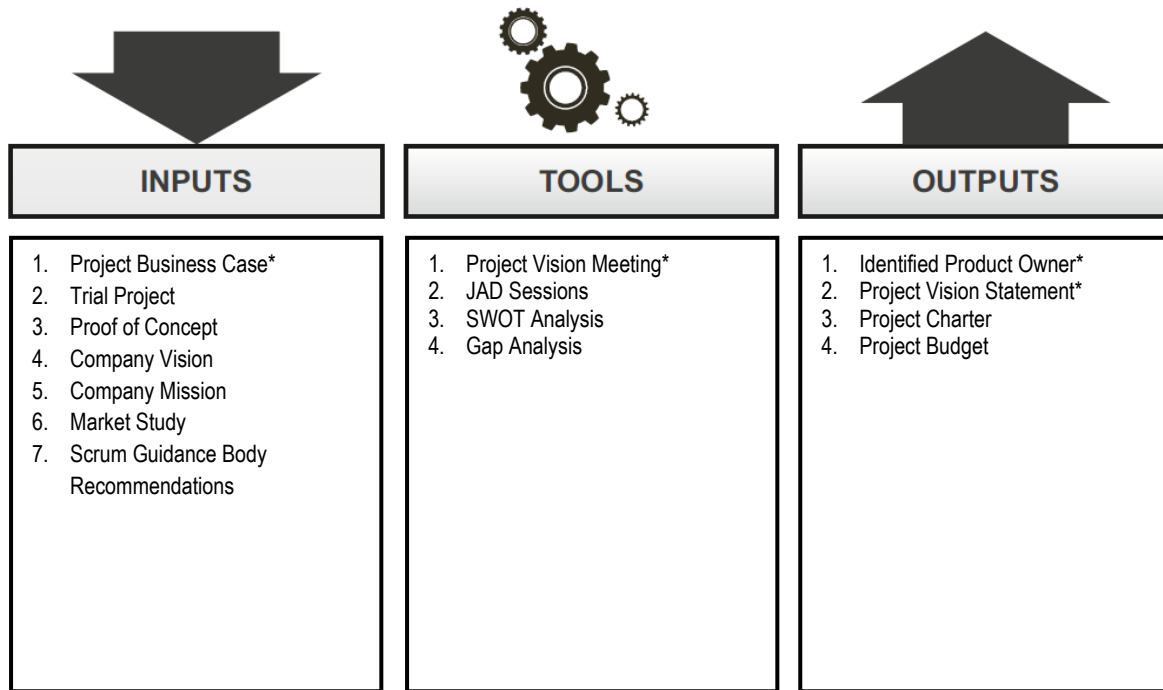 INPUTS
1. Project Business Case*
2. Trial Project
3. Proof of Concept
4. Company Vision
5. Company Mission
6. Market Study
7. Scrum Guidance Body
Recommendations
TOOLS
1. Project Vision Meeting*
2. JAD Sessions
3. SWOT Analysis
4. Gap Analysis
OUTPUTS
1. Identified Product Owner*
2. Project Vision Statement*
3. Project Charter
4. Project Budget